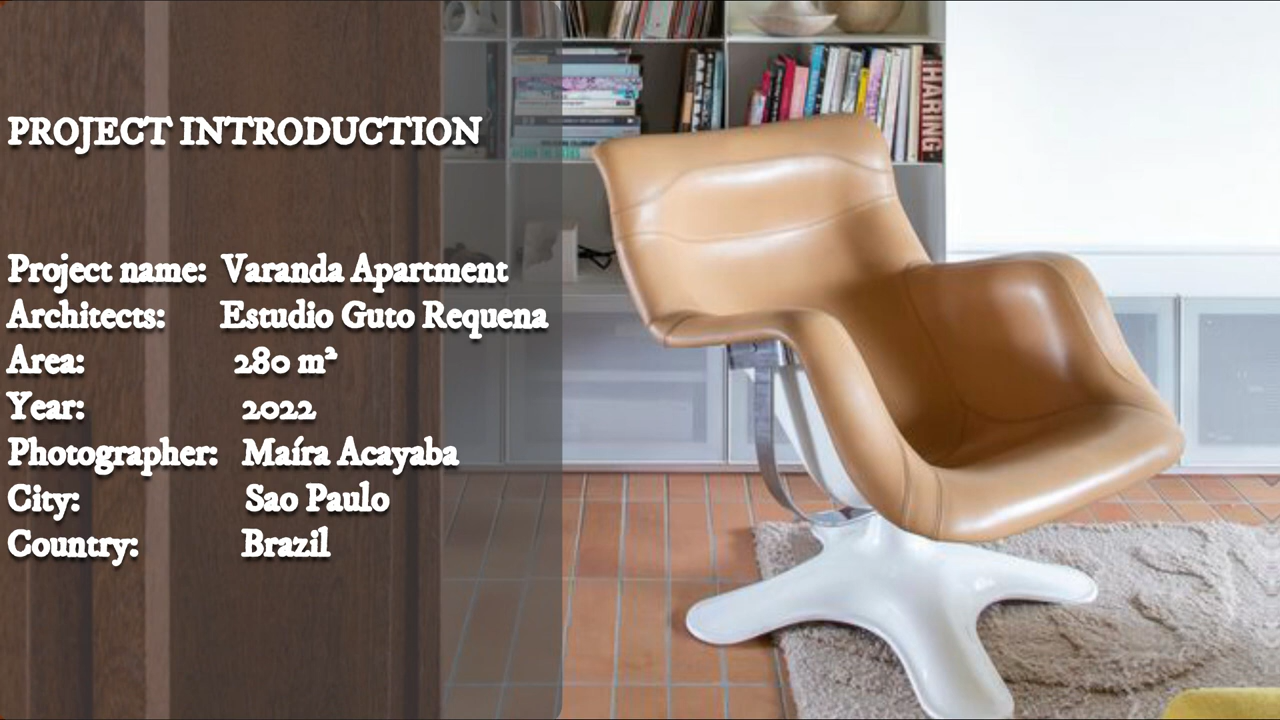 PROJECT INTRODUCTION
Project name: Varanda Apartment
Architects: Estudio Guto Requena
Area: 280 m²
Year: 2022
Photographer: Maíra Acayaba
City: Sao Paulo
Country: Brazil
HARING